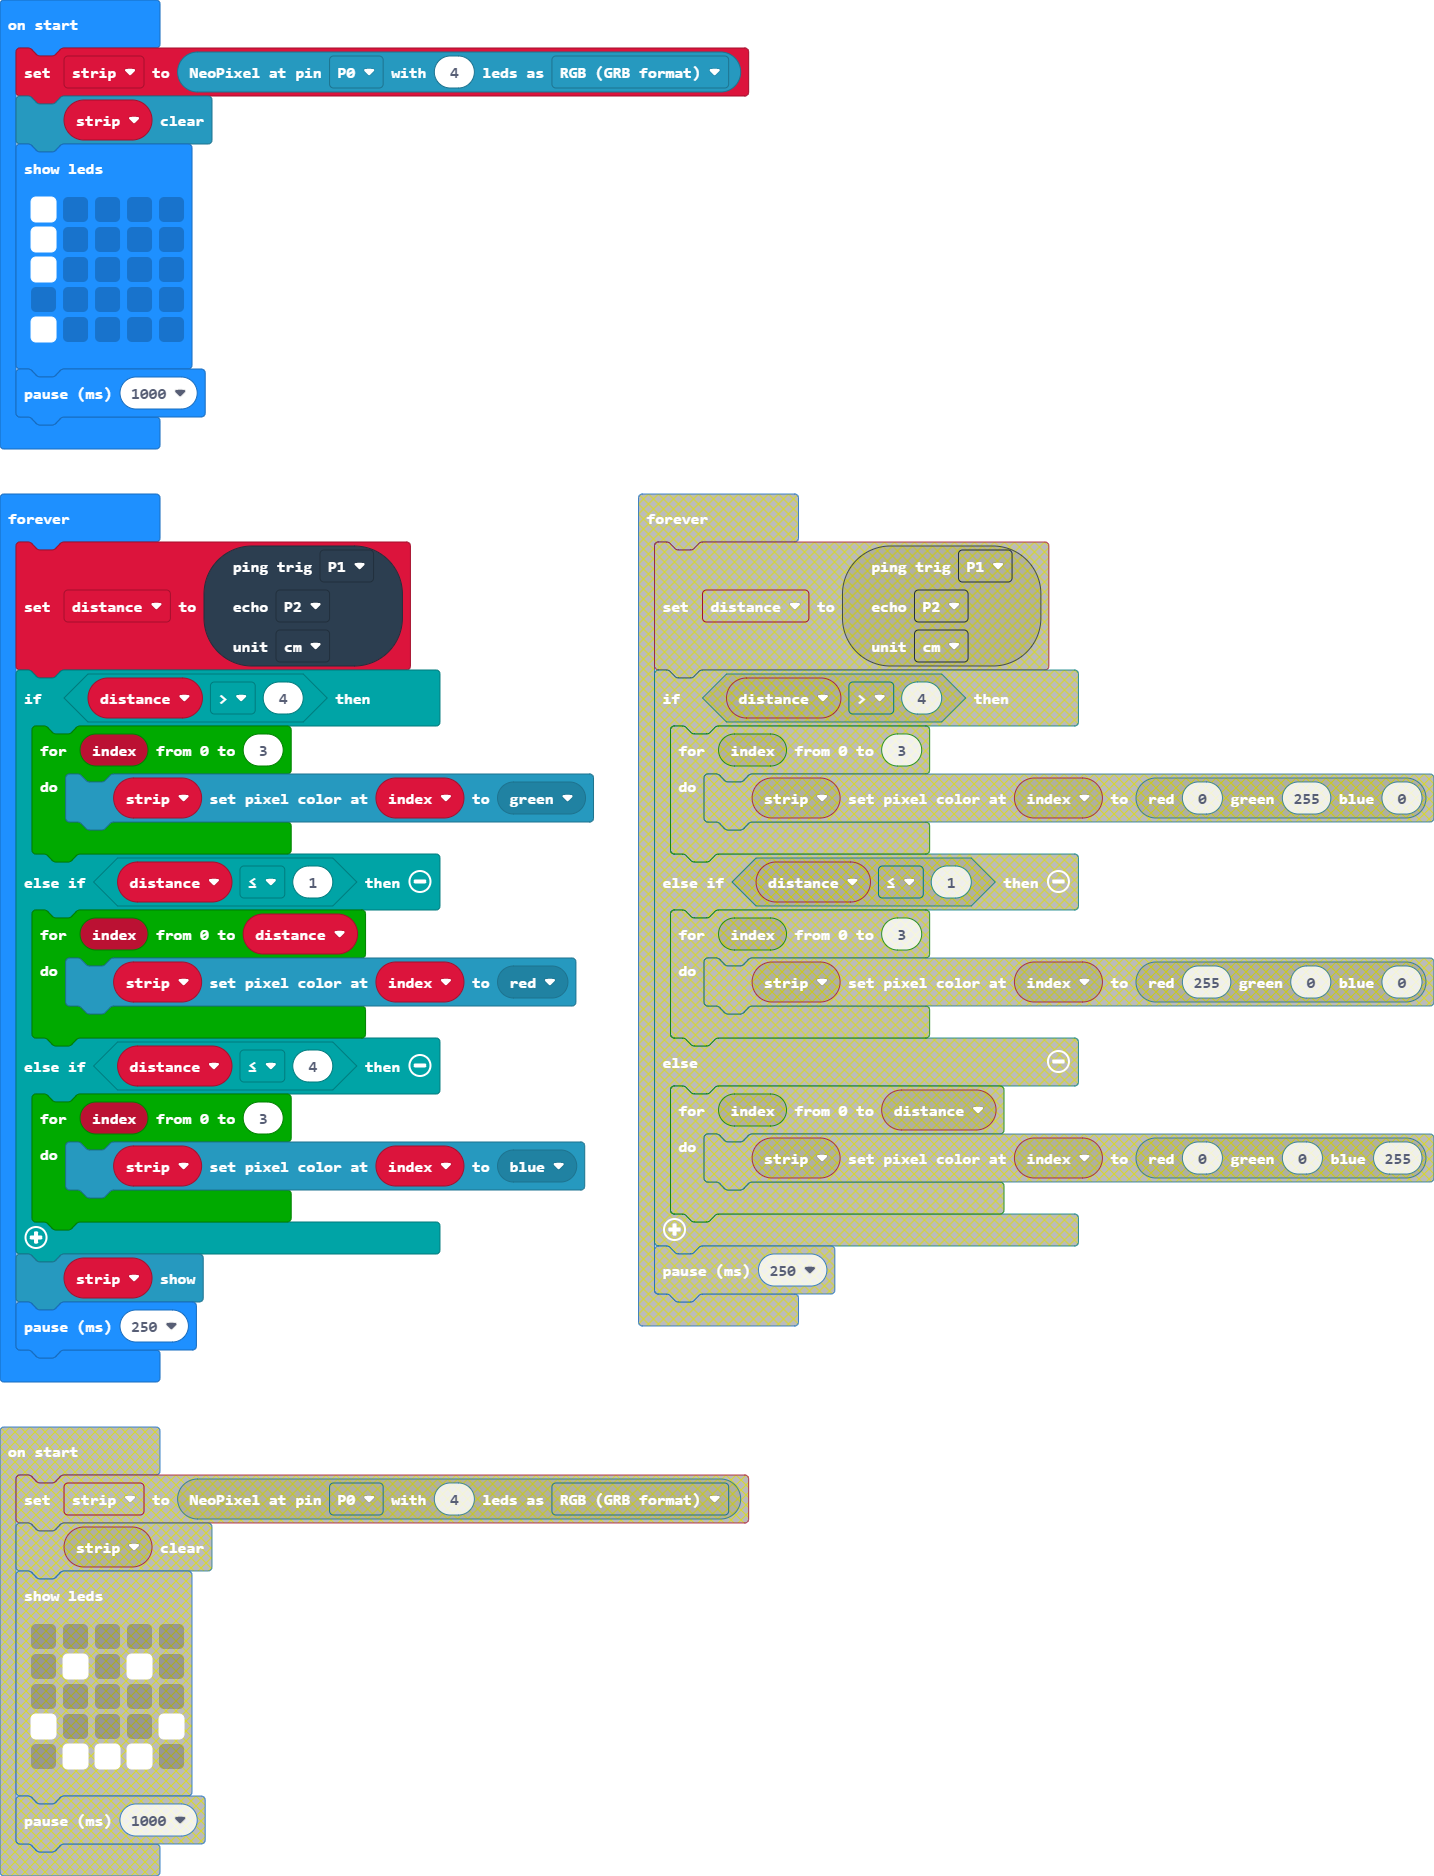 on start
set strip to NeoPixel at pin P0 with 4 leds as RGB (GRB format)
strip clear
show leds
pause (ms) 1000
forever
set distance to ping trig P1
echo P2
unit cm
if distance > 4 then
for index from 0 to 3
do strip set pixel color at index to green
else if distance ≤ 1 then
for index from 0 to distance
do strip set pixel color at index to red
else if distance ≤ 4 then
for index from 0 to 3
do strip set pixel color at index to blue
strip show
pause (ms) 250
forever
set distance to ping trig P1
echo P2
unit cm
if distance > 4 then
for index from 0 to 3
do strip set pixel color at index to red 0 green 255 blue 0
else if distance ≤ 1 then
for index from 0 to 3
do strip set pixel color at index to red 255 green 0 blue 0
else
for index from 0 to distance
do strip set pixel color at index to red 0 green 0 blue 255
pause (ms) 250
on start
set strip to NeoPixel at pin P0 with 4 leds as RGB (GRB format)
strip clear
show leds
pause (ms) 1000